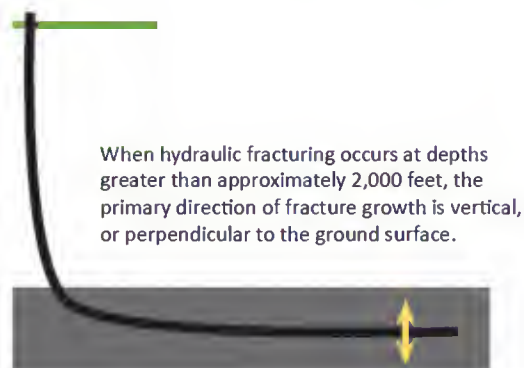 When hydraulic fracturing occurs at depths
greater than approximately 2,000 feet, the
primary direction of fracture growth is vertical,
or perpendicular to the ground surface.